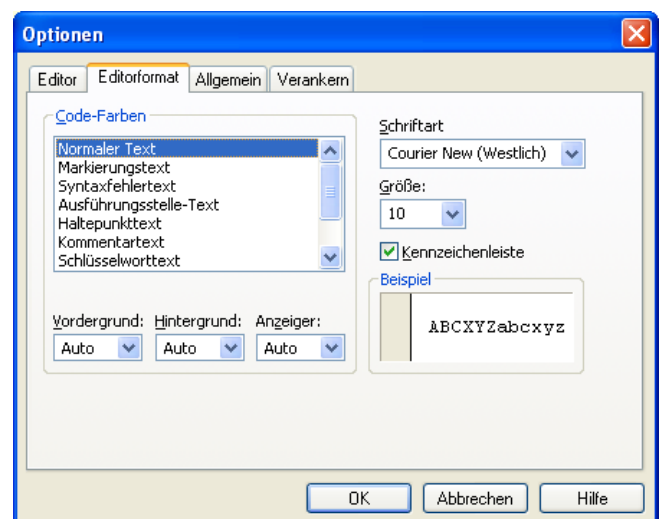 Optionen
Editor Editorformat Allgemein Verankern
Code-Farben
Normaler Text
Markierungstext
Syntaxfehlertext
Ausführungsstelle-Text
Haltepunkttext
Kommentartext
Schlüsselworttext
Vordergrund: Hintergrund: Anzeiger:
Auto Auto Auto
Schriftart
Courier New (Westlich)
Größe:
10
Kennzeichenleiste
Beispiel
ABCXYZabcxyz
OK Abbrechen Hilfe